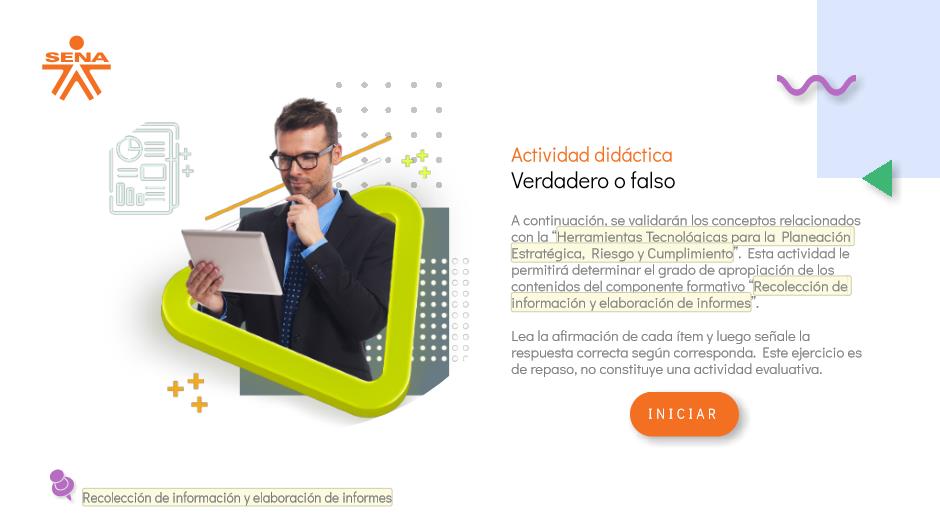 SENA
Actividad didáctica
Verdadero o falso
A continuación, se validarán los conceptos relacionados
con la “Herramientas Tecnológicas para la Planeación
Estratégica, Riesgo y Cumplimiento”. Esta actividad le
permitirá determinar el grado de apropiación de los
contenidos del componente formativo “Recolección de
información y elaboración de informes”.
Lea la afirmación de cada ítem y luego señale la
respuesta correcta según corresponda. Este ejercicio es
de repaso, no constituye una actividad evaluativa.
INICIAR
Recolección de información y elaboración de informes